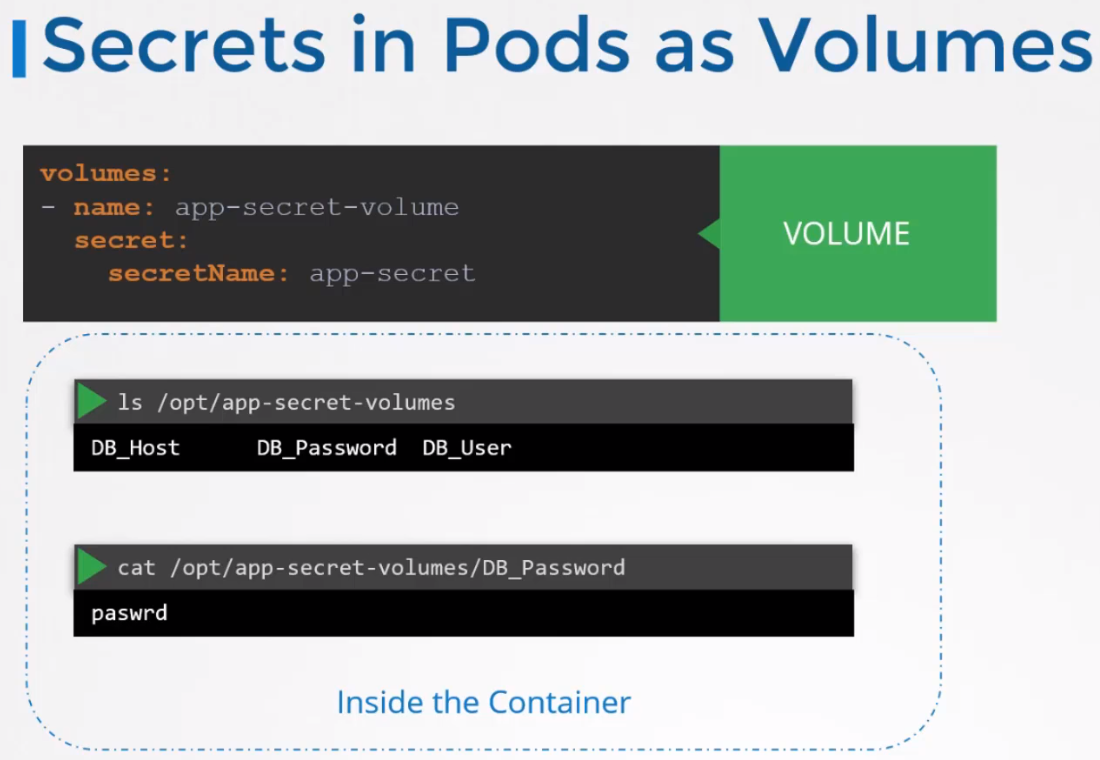 Secrets in Pods as Volumes
volumes:
- name: app-secret-volume
secret:
secretName: app-secret
VOLUME
ls /opt/app-secret-volumes
DB_Host DB_Password DB_User
cat /opt/app-secret-volumes/DB_Password
paswrd
Inside the Container